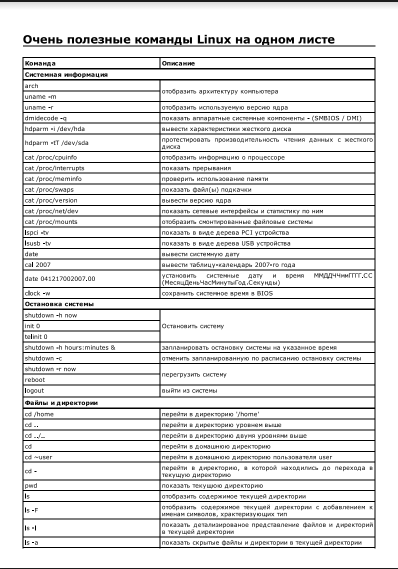 Очень полезные команды Linux на одном листе
Команда Описание
Системная информация
arch
отобразить архитектуру компьютера
uname -m
uname -r отобразить используемую версию ядра
dmidecode -q показать аппаратные системные компоненты - (SMBIOS / DMI)
hdparm -i /dev/hda вывести характеристики жесткого диска
hdparm -tT /dev/sda протестировать производительность чтения данных с жесткого
диска
cat /proc/cpuinfo отобразить информацию о процессоре
cat /proc/interrupts показать прерывания
cat /proc/meminfo проверить использование памяти
cat /proc/swaps показать файл(ы) подкачки
cat /proc/version вывести версию ядра
cat /proc/net/dev показать сетевые интерфейсы и статистику по ним
cat /proc/mounts отобразить смонтированные файловые системы
lspci -tv показать в виде дерева PCI устройства
lsusb -tv показать в виде дерева USB устройства
date вывести системную дату
cal 2007 вывести таблицу-календарь 2007-го года
date 041217002007.00 установить системные дату и время ММДДЧЧммГГГГ.СС
(МесяцДеньЧасМинутыГод.Секунды)
clock -w сохранить системное время в BIOS
Остановка системы
shutdown -h now
init 0 Остановить систему
telinit 0
shutdown -h hours:minutes & запланировать остановку системы на указанное время
shutdown -c отменить запланированную по расписанию остановку системы
shutdown -r now
перегрузить систему
reboot
logout выйти из системы
Файлы и директории
cd /home перейти в директорию '/home'
cd .. перейти в директорию уровнем выше
cd ../.. перейти в директорию двумя уровнями выше
cd перейти в домашнюю директорию
cd ~user перейти в домашнюю директорию пользователя user
cd - перейти в директорию, в которой находились до перехода в
текущую директорию
pwd показать текущюю директорию
ls отобразить содержимое текущей директории
ls -F отобразить содержимое текущей директории с добавлением к
именам символов, храктеризующих тип
ls -l показать детализированое представление файлов и директорий
в текущей директории
ls -a показать скрытые файлы и директории в текущей директории